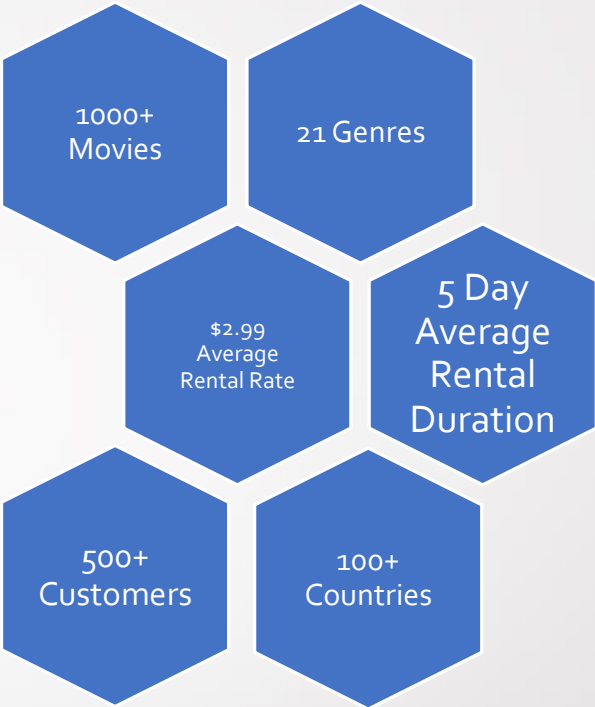 1000+
Movies
21 Genres
$2.99
Average
Rental Rate
5 Day
Average
Rental
Duration
500+
Customers
100+
Countries